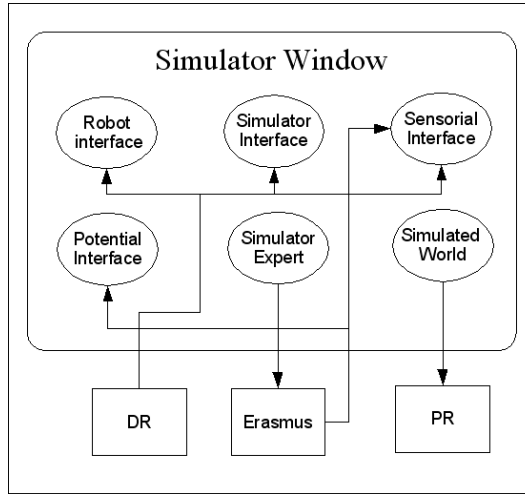 Simulator Window
Robot
interface
Simulator
Interface
Sensorial
Interface
Potential
Interface
Simulator
Expert
Simulated
World
DR
Erasmus
PR